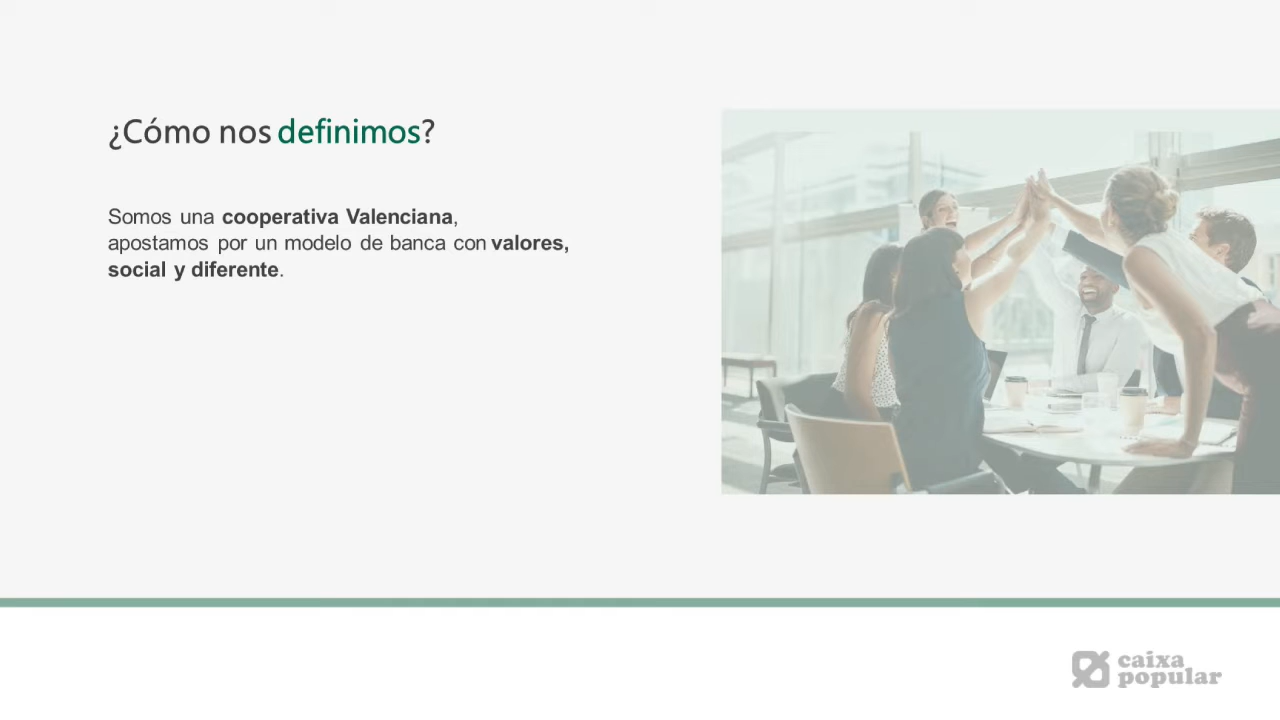 ¿Cómo nos definimos?
Somos una cooperativa Valenciana,
apostamos por un modelo de banca con valores,
social y diferente.
caixa
popular